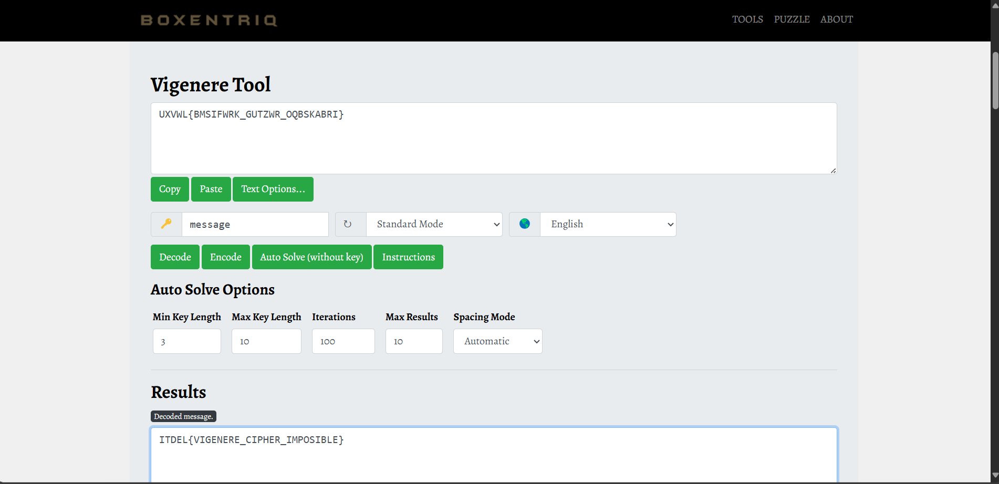 BOXENTRIQ
TOOLS PUZZLE ABOUT
Vigenere Tool
UXVWL{BMSIFWRK_GUTZWR_OQBSKABRI}
Copy Paste Text Options...
message Standard Mode English
Decode Encode Auto Solve (without key) Instructions
Auto Solve Options
Min Key Length Max Key Length Iterations Max Results Spacing Mode
3 10 100 10 Automatic
Results
Decoded message.
ITDEL{VIGENERE_CIPHER_IMPOSIBLE}